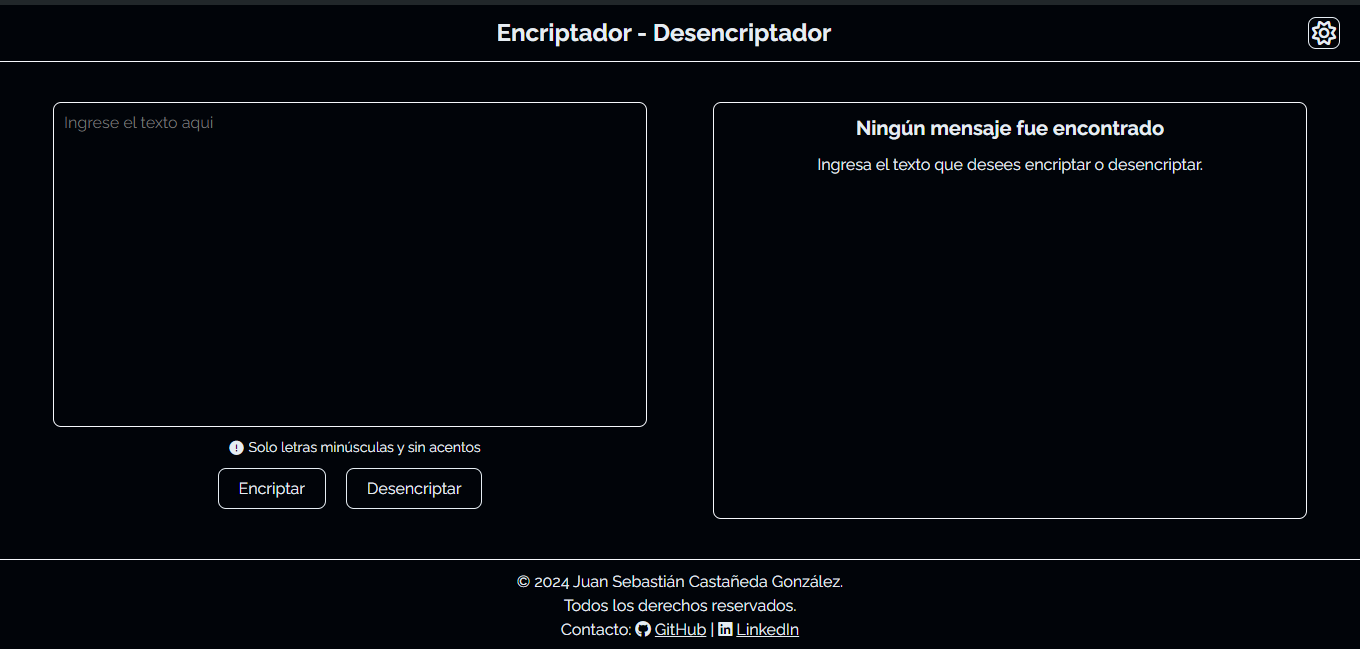 Encriptador - Desencriptador
Ingrese el texto aqui
Solo letras minúsculas y sin acentos
Encriptar
Desencriptar
Ningún mensaje fue encontrado
Ingresa el texto que desees encriptar o desencriptar.
© 2024 Juan Sebastián Castañeda González.
Todos los derechos reservados.
Contacto: GitHub | LinkedIn